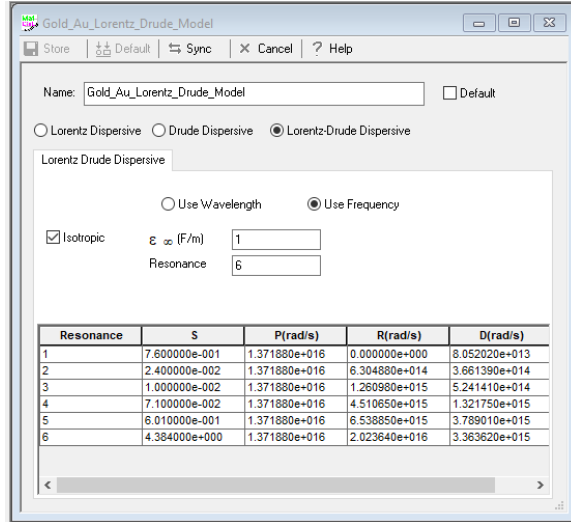 Gold_Au_Lorentz_Drude_Model
Store Default Sync Cancel ? Help
Name: Gold_Au_Lorentz_Drude_Model Default
Lorentz Dispersive Drude Dispersive Lorentz-Drude Dispersive
Lorentz Drude Dispersive
Use Wavelength Use Frequency
Isotropic ε ∞ (F/m) 1
Resonance 6
Resonance S P(rad/s) R(rad/s) D(rad/s)
1 7.600000e-001 1.371880e+016 0.000000e+000 8.052020e+013
2 2.400000e-002 1.371880e+016 6.304880e+014 3.661390e+014
3 1.000000e-002 1.371880e+016 1.260980e+015 5.241410e+014
4 7.100000e-002 1.371880e+016 4.510650e+015 1.321750e+015
5 6.010000e-001 1.371880e+016 6.538850e+015 3.789010e+015
6 4.384000e+000 1.371880e+016 2.023640e+016 3.363620e+015